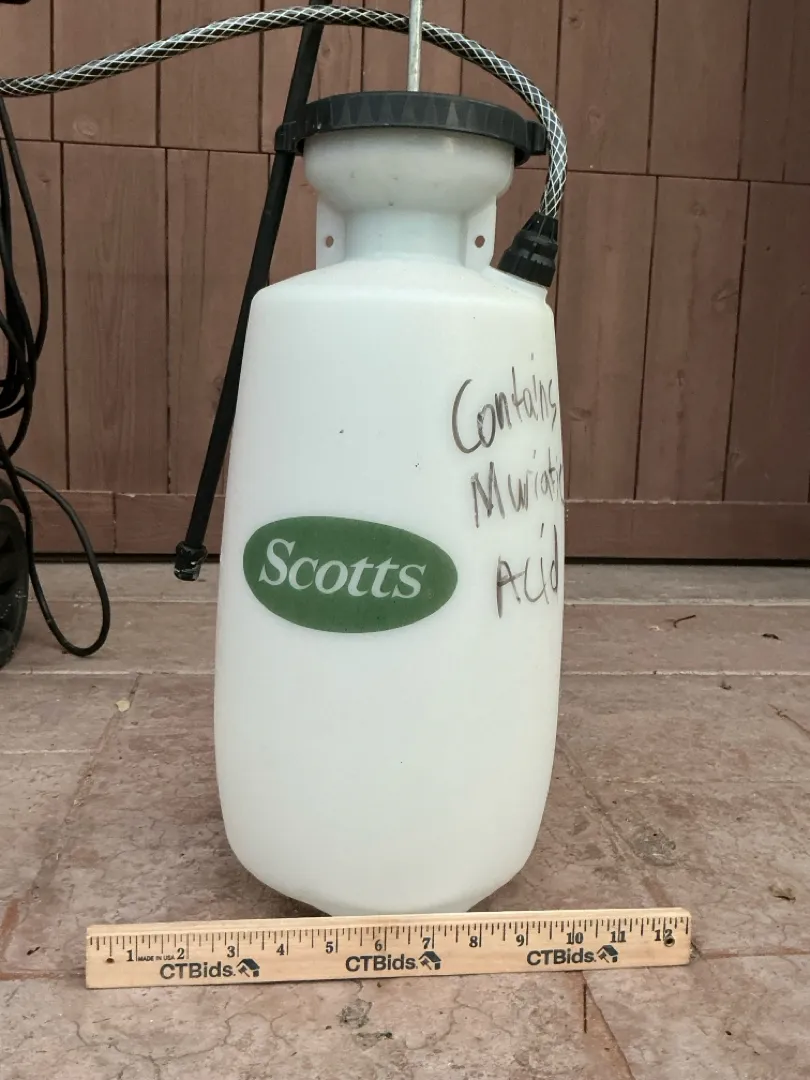 Contains
Muriatic
Acid
Scotts
1 2 3 4 5 6 7 8 9 10 11 12
MADE IN USA
CTBids. CTBids. CTBids.